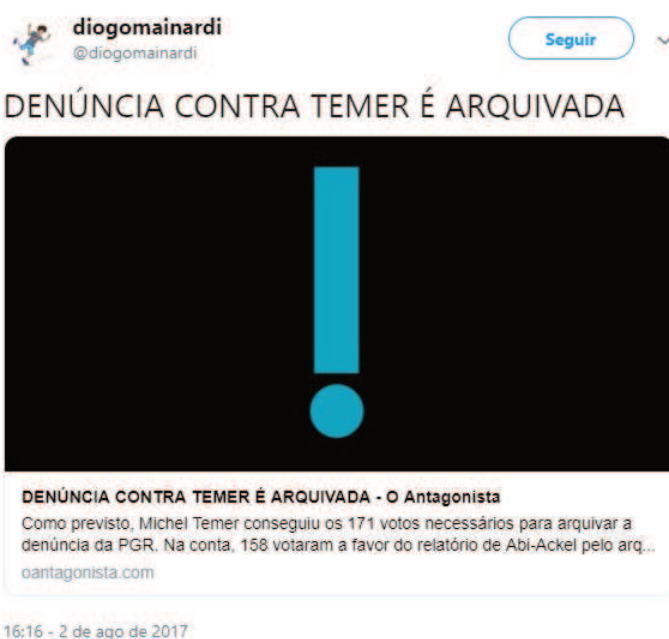 diogomainardi
@diogomainardi
Seguir
DENÚNCIA CONTRA TEMER É ARQUIVADA
!
DENÚNCIA CONTRA TEMER É ARQUIVADA - O Antagonista
Como previsto, Michel Temer conseguiu os 171 votos necessários para arquivar a
denúncia da PGR. Na conta, 158 votaram a favor do relatório de Abi-Ackel pelo arq...
oantagonista.com
16:16 - 2 de ago de 2017